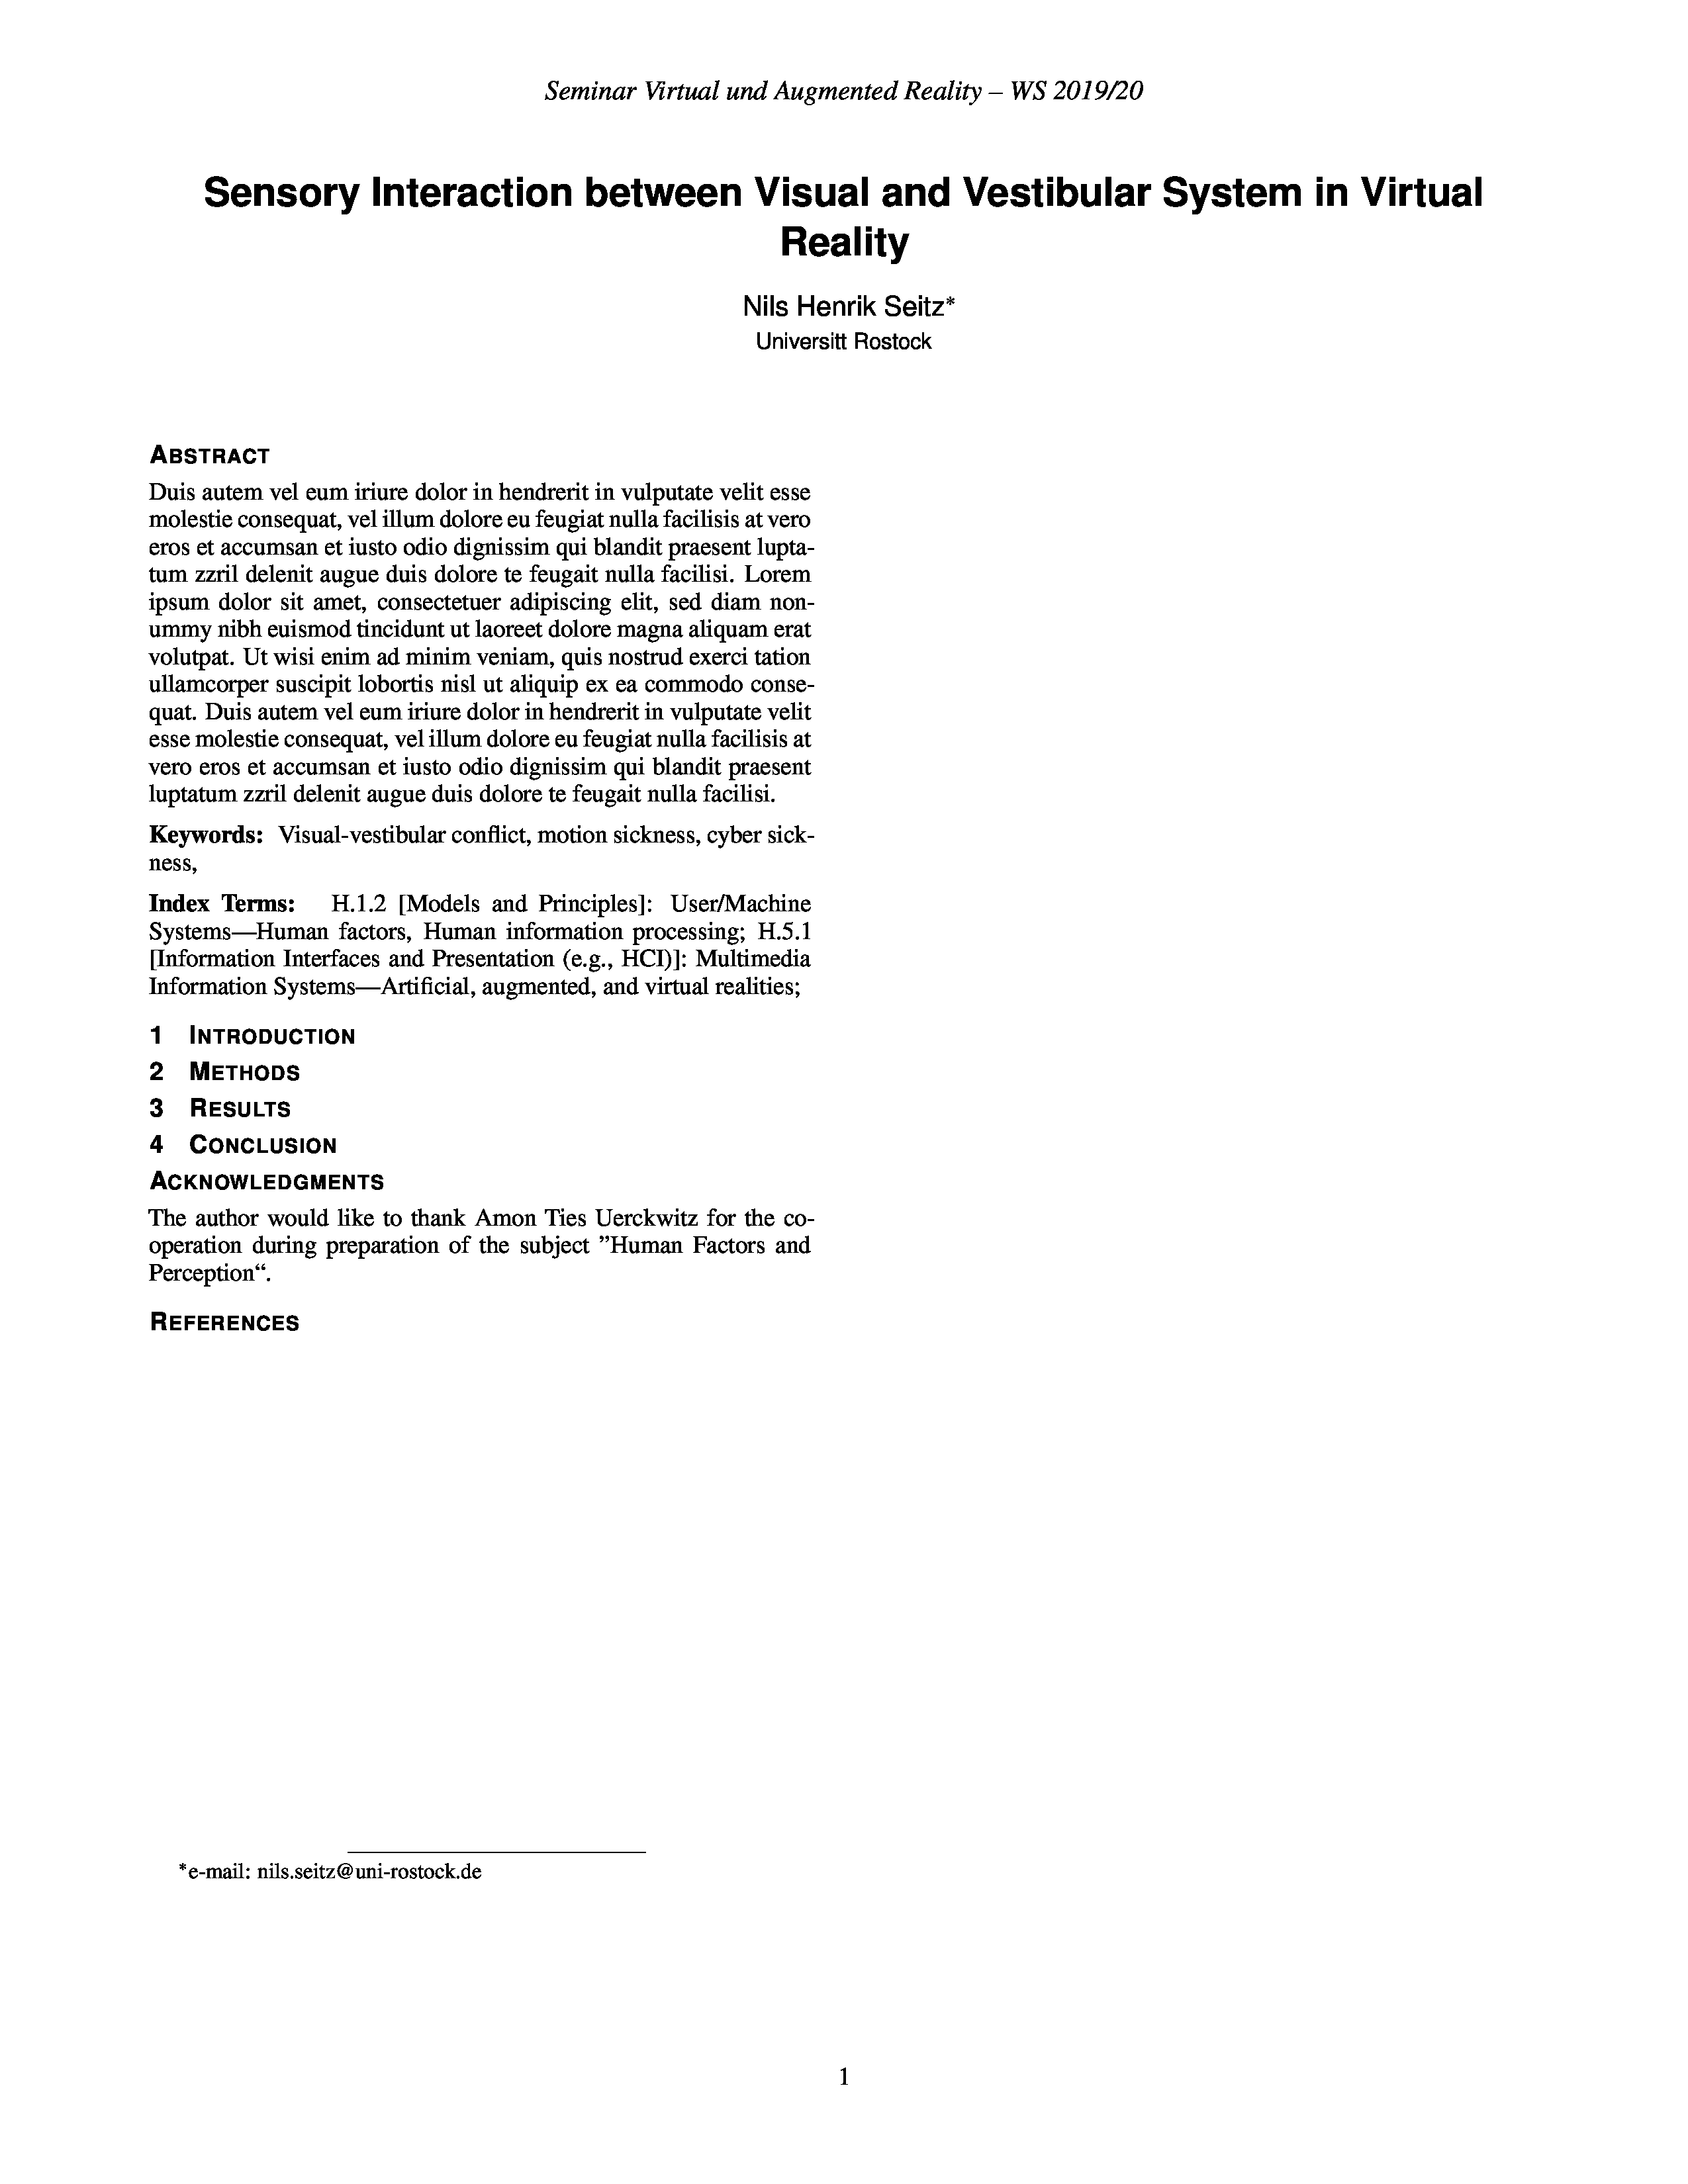 Seminar Virtual und Augmented Reality – WS 2019/20
Sensory Interaction between Visual and Vestibular System in Virtual
Reality
Nils Henrik Seitz*
Universitt Rostock
ABSTRACT
Duis autem vel eum iriure dolor in hendrerit in vulputate velit esse
molestie consequat, vel illum dolore eu feugiat nulla facilisis at vero
eros et accumsan et iusto odio dignissim qui blandit praesent lupta-
tum zzril delenit augue duis dolore te feugait nulla facilisi. Lorem
ipsum dolor sit amet, consectetuer adipiscing elit, sed diam non-
ummy nibh euismod tincidunt ut laoreet dolore magna aliquam erat
volutpat. Ut wisi enim ad minim veniam, quis nostrud exerci tation
ullamcorper suscipit lobortis nisl ut aliquip ex ea commodo conse-
quat. Duis autem vel eum iriure dolor in hendrerit in vulputate velit
esse molestie consequat, vel illum dolore eu feugiat nulla facilisis at
vero eros et accumsan et iusto odio dignissim qui blandit praesent
luptatum zzril delenit augue duis dolore te feugait nulla facilisi.
Keywords: Visual-vestibular conflict, motion sickness, cyber sick-
ness,
Index Terms: H.1.2 [Models and Principles]: User/Machine
Systems—Human factors, Human information processing; H.5.1
[Information Interfaces and Presentation (e.g., HCI)]: Multimedia
Information Systems—Artificial, augmented, and virtual realities;
1 INTRODUCTION
2 METHODS
3 RESULTS
4 CONCLUSION
ACKNOWLEDGMENTS
The author would like to thank Amon Ties Uerckwitz for the co-
operation during preparation of the subject ”Human Factors and
Perception“.
REFERENCES
*e-mail: nils.seitz@uni-rostock.de
1